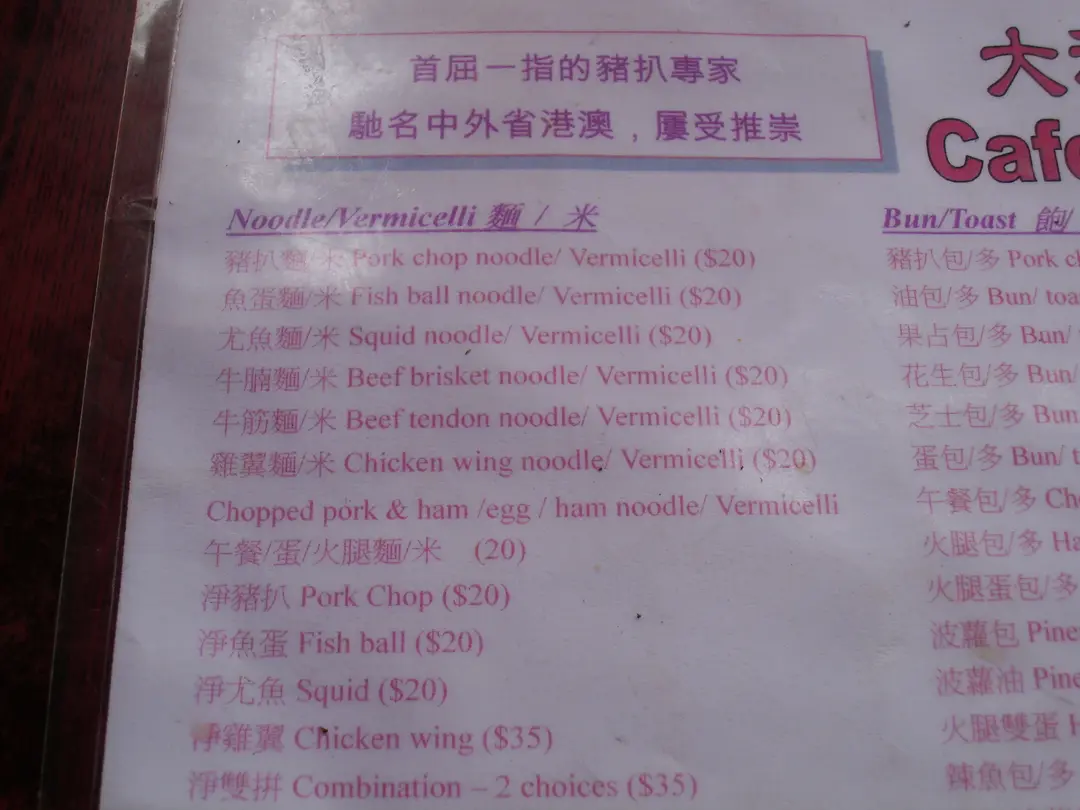 首屈一指的豬扒專家
馳名中外省港澳，屢受推崇
大
Cafe
Noodle/Vermicelli 麵 / 米
豬扒麵/米 Pork chop noodle/ Vermicelli ($20)
魚蛋麵/米 Fish ball noodle/ Vermicelli ($20)
尤魚麵/米 Squid noodle/ Vermicelli ($20)
牛腩麵/米 Beef brisket noodle/ Vermicelli ($20)
牛筋麵/米 Beef tendon noodle/ Vermicelli ($20)
雞翼麵/米 Chicken wing noodle/ Vermicelli ($20)
Chopped pork & ham /egg / ham noodle/ Vermicelli
午餐/蛋/火腿麵/米 (20)
淨豬扒 Pork Chop ($20)
淨魚蛋 Fish ball ($20)
淨尤魚 Squid ($20)
淨雞翼 Chicken wing ($35)
淨雙拼 Combination – 2 choices ($35)
Bun/Toast 飽/
豬扒包/多 Pork
油包/多 Bun/
果占包/多 Ban/
花生包/多 Bun/
芝士包/多 Bun
蛋包/多 Bun/
午餐包/多
火腿包/多
火腿蛋包/多
波蘿包
波蘿油
火腿雙蛋
鯪魚包/多